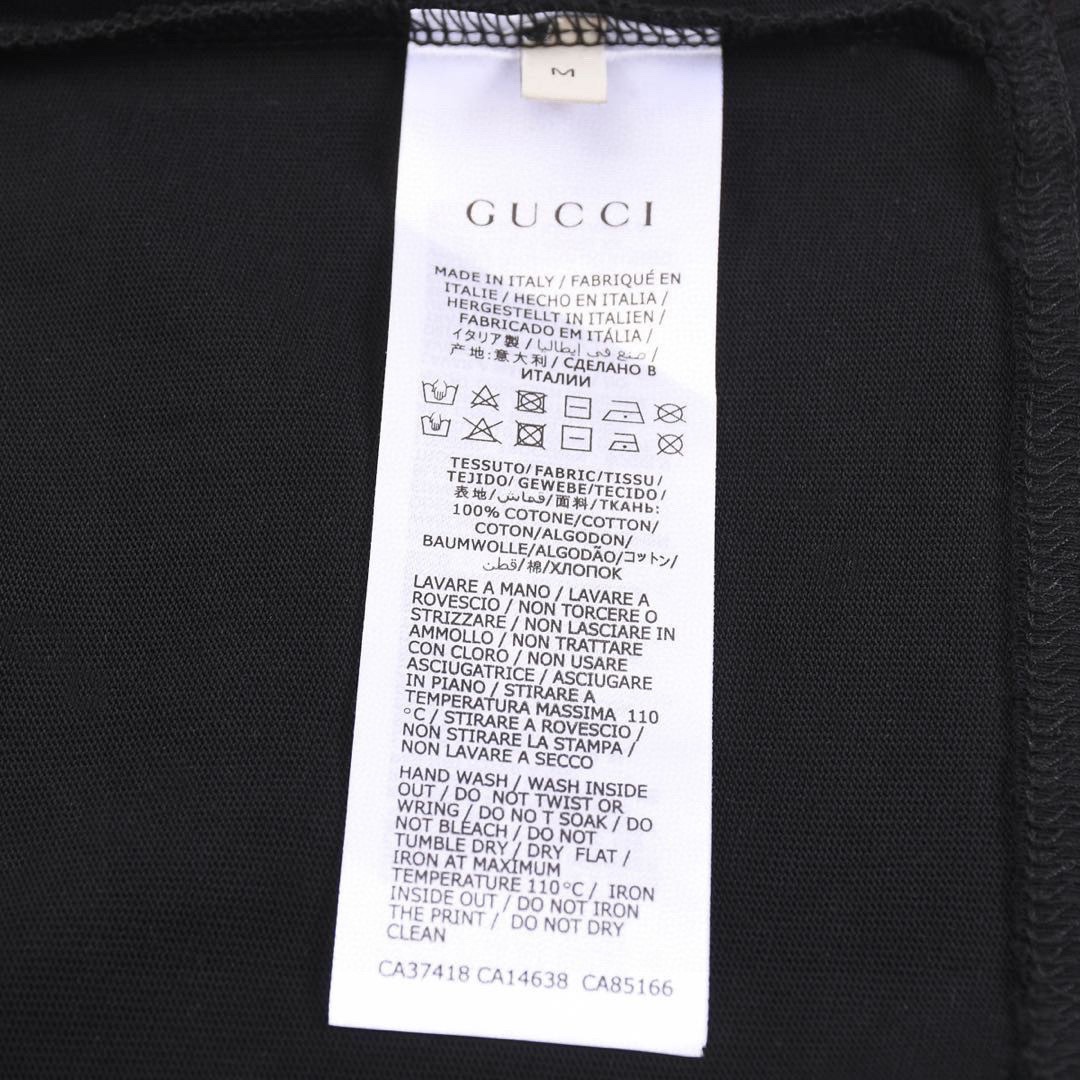 M
GUCCI
MADE IN ITALY / FABRIQUÉ EN
ITALIE / HECHO EN ITALIA /
HERGESTELLT IN ITALIEN /
FABRICADO EM ITÁLIA /
イタリア製 / صنع في إيطاليا /
产地:意大利 / СДЕЛАНО В
ИТАЛИИ
TESSUTO/FABRIC/TISSU/
TEJIDO/ GEWEBE/TECIDO/
表地/قماش/面料/ТКАНЬ:
100% COTONE/COTTON/
COTON/ALGODON/
BAUMWOLLE/ALGODÃO/コットン/
قطن/棉/ХЛОПОК
LAVARE A MANO / LAVARE A
ROVESCIO / NON TORCERE O
STRIZZARE / NON LASCIARE IN
AMMOLLO / NON TRATTARE
CON CLORO / NON USARE
ASCIUGATRICE / ASCIUGARE
IN PIANO / STIRARE A
TEMPERATURA MASSIMA 110
°C / STIRARE A ROVESCIO /
NON STIRARE LA STAMPA /
NON LAVARE A SECCO
HAND WASH / WASH INSIDE
OUT / DO NOT TWIST OR
WRING / DO NO T SOAK / DO
NOT BLEACH / DO NOT
TUMBLE DRY / DRY FLAT /
IRON AT MAXIMUM
TEMPERATURE 110°C / IRON
INSIDE OUT / DO NOT IRON
THE PRINT / DO NOT DRY
CLEAN
CA37418 CA14638 CA85166